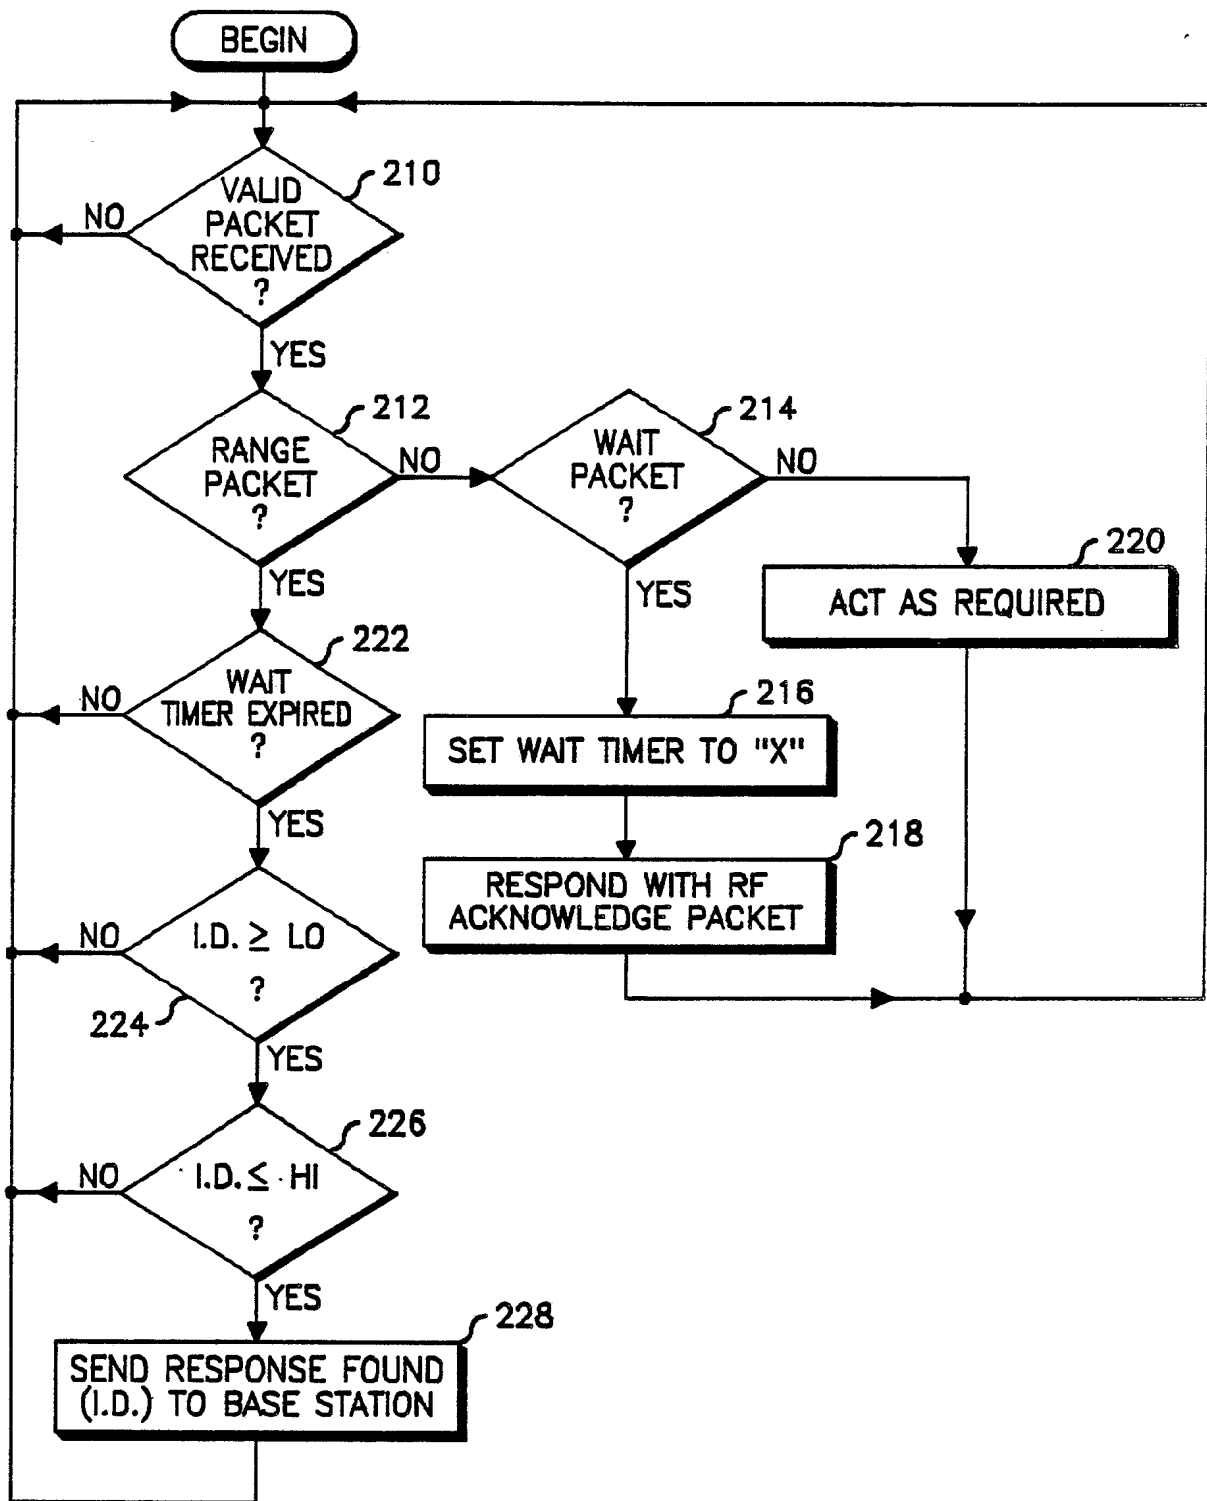 BEGIN
210
VALID
PACKET
RECEIVED
?
NO
YES
212
RANGE
PACKET
?
NO
YES
214
WAIT
PACKET
?
NO
YES
220
ACT AS REQUIRED
222
WAIT
TIMER EXPIRED
?
NO
YES
216
SET WAIT TIMER TO "X"
218
RESPOND WITH RF
ACKNOWLEDGE PACKET
I.D. ≥ LO
?
NO
224
YES
226
I.D. ≤ HI
?
NO
YES
228
SEND RESPONSE FOUND
(I.D.) TO BASE STATION